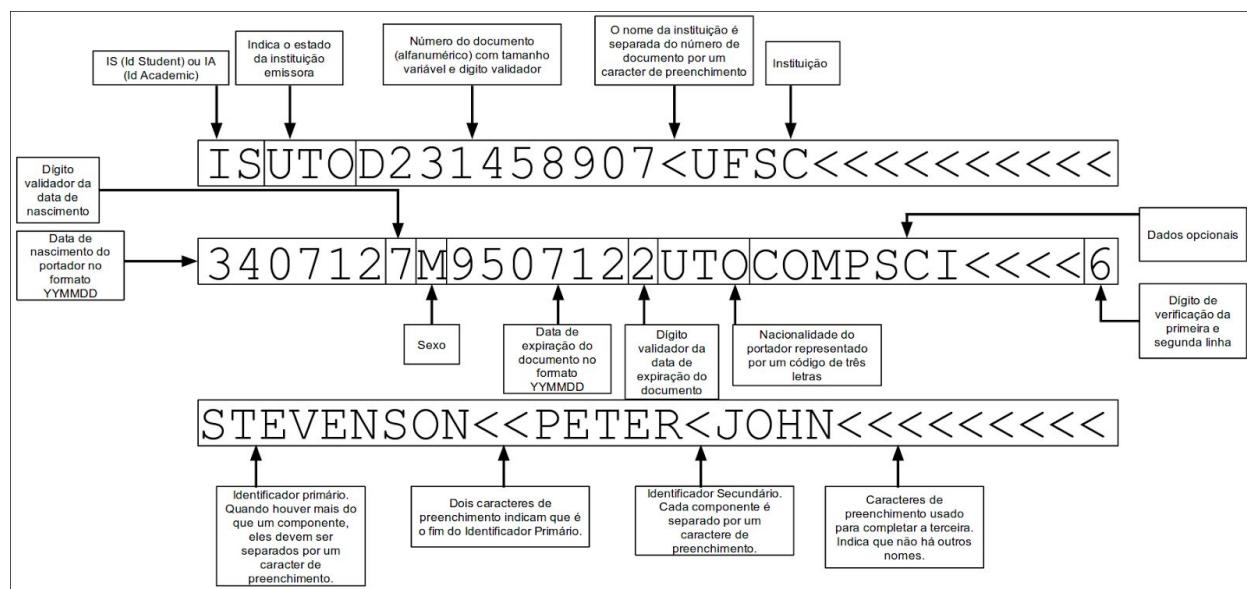 IS (Id Student) ou IA
(Id Academic)
Indica o estado
da instituição
emissora
Número do documento
(alfanumérico) com tamanho
variável e digito validador
O nome da instituição é
separada do número de
documento por um
caracter de preenchimento
Instituição
ISUTOD231458907<UFSC<<<<<<<<<<
Dígito
validador da
data de
nascimento
Data de
nascimento do
portador no
formato
YYMMDD
3407127M9507122UTOCOMPSCI<<<<6
Dados opcionais
Sexo
Data de
expiração do
documento no
formato
YYMMDD
Dígito
validador da
data de
expiração do
documento
Nacionalidade do
portador representado
por um código de três
letras
Dígito de
verificação da
primeira e
segunda linha
STEVENSON<<PETER<JOHN<<<<<<<<<
Identificador primário.
Quando houver mais do
que um componente,
eles devem ser
separados por um
caracter de
preenchimento.
Dois caracteres de
preenchimento indicam que é
o fim do Identificador Primário.
Identificador Secundário.
Cada componente é
separado por um
caractere de
preenchimento.
Caracteres de
preenchimento usado
para completar a terceira.
Indica que não há outros
nomes.